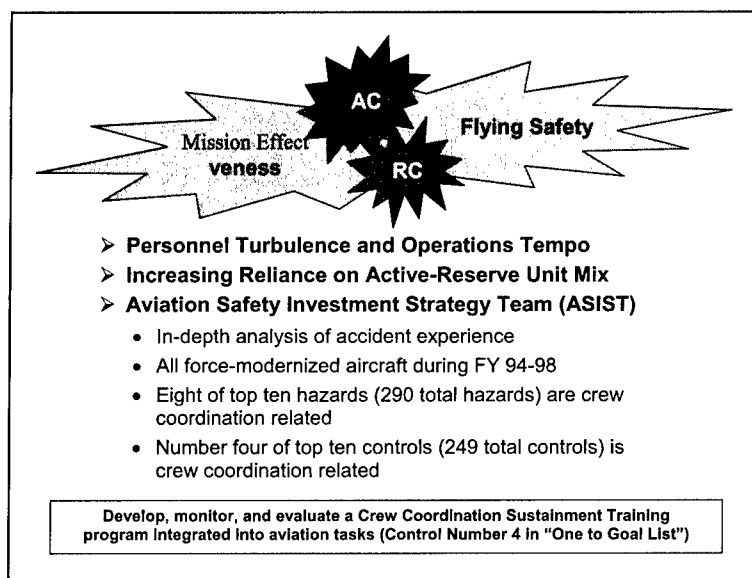 AC
Flying Safety
Mission Effect
veness
RC
➤ Personnel Turbulence and Operations Tempo
➤ Increasing Reliance on Active-Reserve Unit Mix
➤ Aviation Safety Investment Strategy Team (ASIST)
• In-depth analysis of accident experience
• All force-modernized aircraft during FY 94-98
• Eight of top ten hazards (290 total hazards) are crew
coordination related
• Number four of top ten controls (249 total controls) is
crew coordination related
Develop, monitor, and evaluate a Crew Coordination Sustainment Training
program integrated into aviation tasks (Control Number 4 in "One to Goal List")